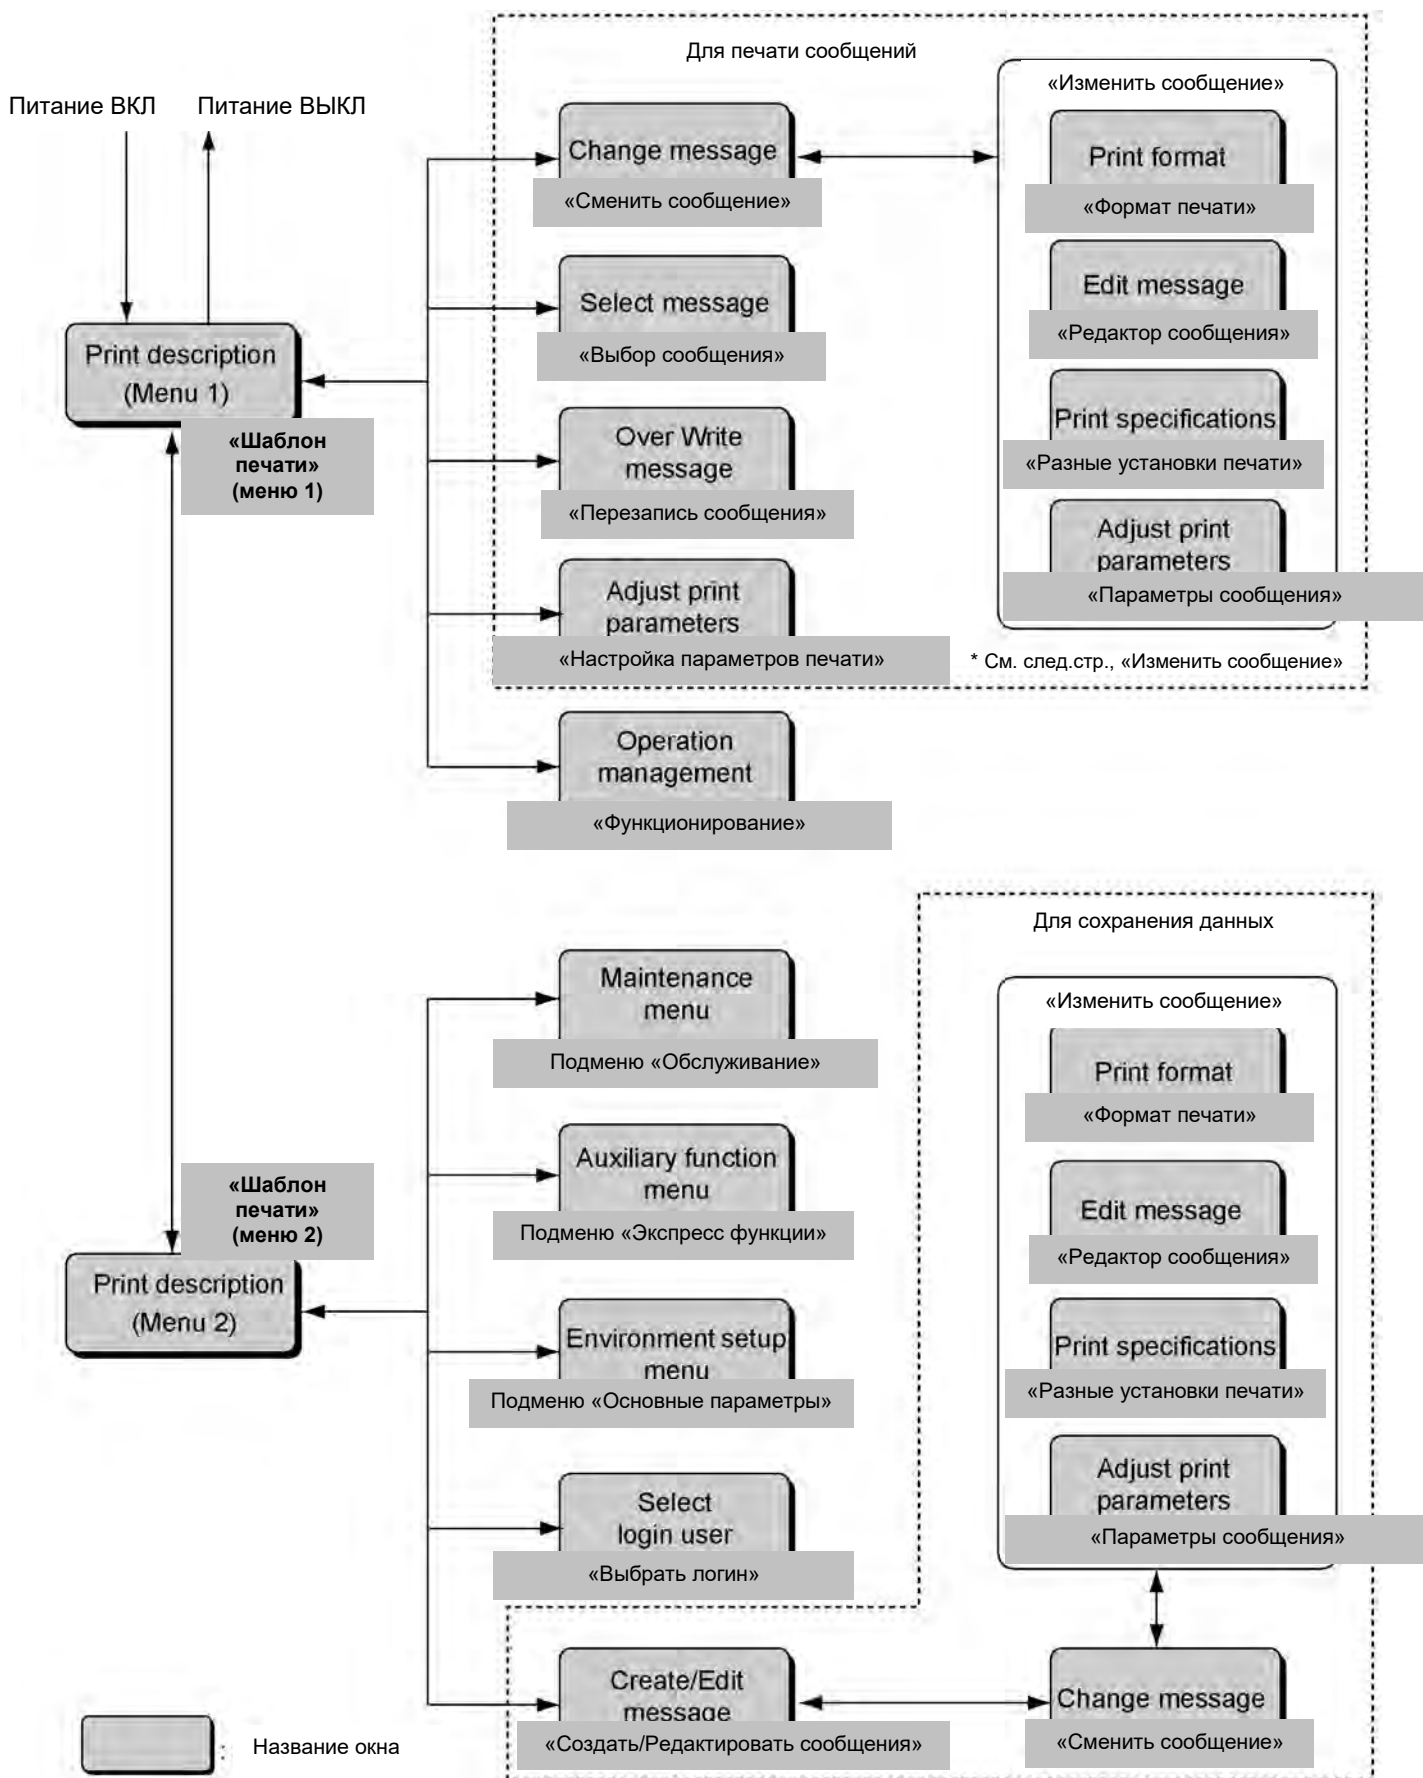 Для печати сообщений
Питание ВКЛ
Питание ВЫКЛ
Change message
«Сменить сообщение»
Select message
«Выбор сообщения»
Over Write
message
«Перезапись сообщения»
Adjust print
parameters
«Настройка параметров печати»
Operation
management
«Функционирование»
«Изменить сообщение»
Print format
«Формат печати»
Edit message
«Редактор сообщения»
Print specifications
«Разные установки печати»
Adjust print
parameters
«Параметры сообщения»
* См. след.стр., «Изменить сообщение»
Print description
(Menu 1)
«Шаблон
печати»
(меню 1)
Для сохранения данных
Maintenance
menu
Подменю «Обслуживание»
Auxiliary function
menu
Подменю «Экспресс функции»
Environment setup
menu
Подменю «Основные параметры»
Select
login user
«Выбрать логин»
Create/Edit
message
«Создать/Редактировать сообщения»
«Изменить сообщение»
Print format
«Формат печати»
Edit message
«Редактор сообщения»
Print specifications
«Разные установки печати»
Adjust print
parameters
«Параметры сообщения»
Change message
«Сменить сообщение»
«Шаблон
печати»
(меню 2)
Print description
(Menu 2)
: Название окна